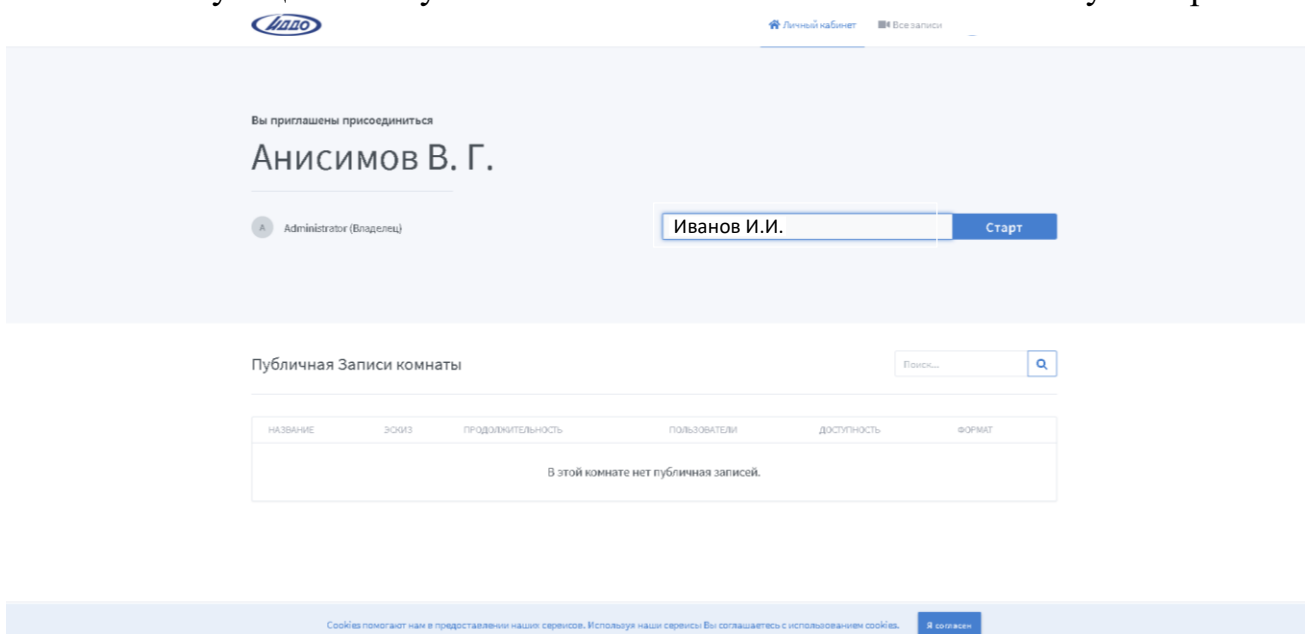 ИДДО
Личный кабинет Все записи
Вы приглашены присоединиться
Анисимов В. Г.
A Administrator (Владелец) Иванов И.И. Старт
Публичная Записи комнаты Поиск...
НАЗВАНИЕ ЭСКИЗ ПРОДОЛЖИТЕЛЬНОСТЬ ПОЛЬЗОВАТЕЛИ ДОСТУПНОСТЬ ФОРМАТ
В этой комнате нет публичная записей.
Cookies помогают нам в предоставлении наших сервисов. Используя наши сервисы Вы соглашаетесь с использованием cookies. Я согласен